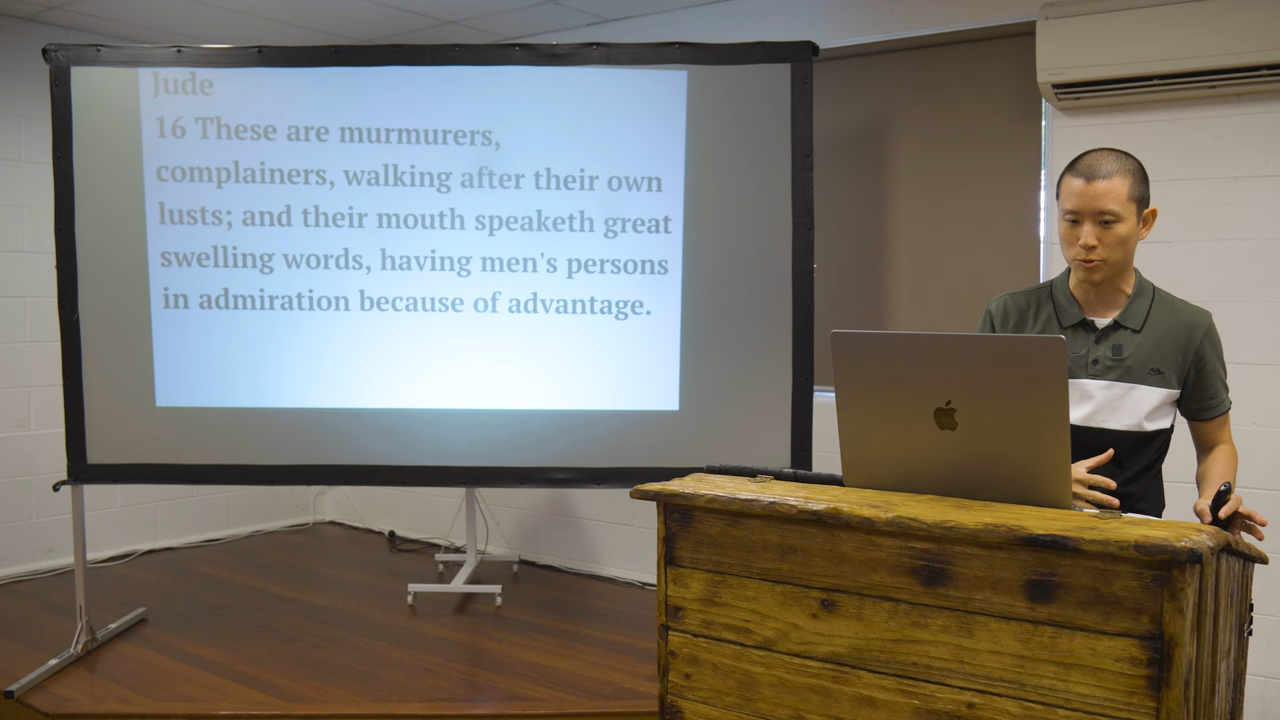 Jude
16 These are murmurers,
complainers, walking after their own
lusts; and their mouth speaketh great
swelling words, having men's persons
in admiration because of advantage.